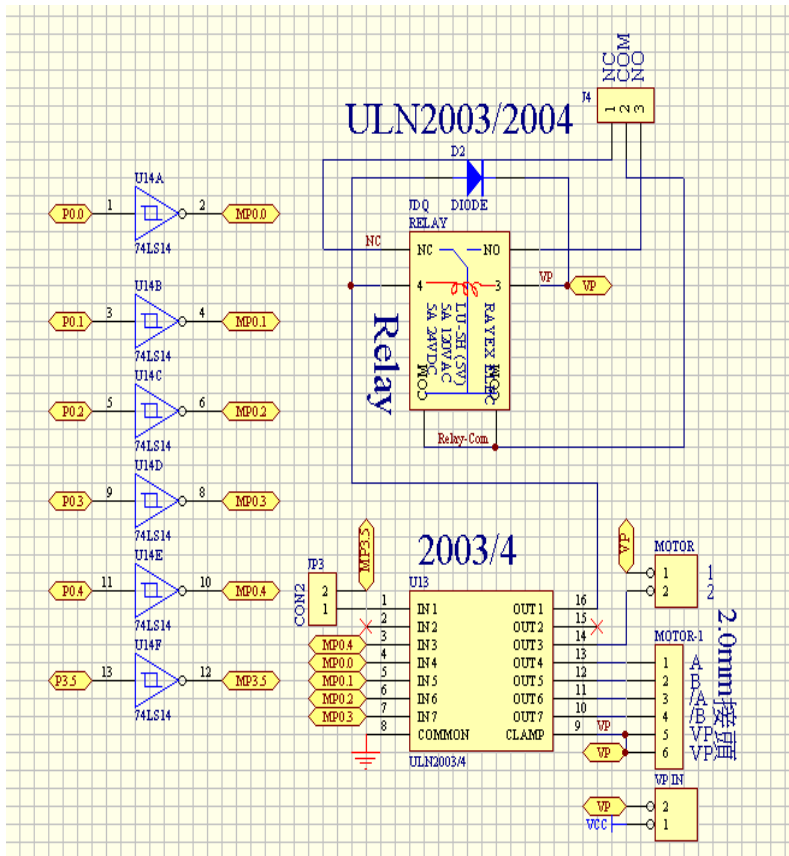 NC
COM
NO
J4
1
2
3
ULN2003/2004
D2
DIODE
JDQ
RELAY
NC
NC
NO
4
3
VP
VP
RAYEX ELEC
LU-5H (5V)
5A 120VAC
5A 24VDC
COM
COM
Relay
Relay-Com
U14A
P0.0
1
2
MP0.0
74LS14
U14B
P0.1
3
4
MP0.1
74LS14
U14C
P0.2
5
6
MP0.2
74LS14
U14D
P0.3
9
8
MP0.3
74LS14
U14E
P0.4
11
10
MP0.4
74LS14
U14F
P3.5
13
12
MP3.5
74LS14
MP3.5
2003/4
JP3
2
1
CON2
U13
1
IN1
OUT1
16
2
IN2
OUT2
15
MP0.4
3
IN3
OUT3
14
MP0.0
4
IN4
OUT4
13
MP0.1
5
IN5
OUT5
12
MP0.2
6
IN6
OUT6
11
MP0.3
7
IN7
OUT7
10
8
COMMON
CLAMP
9
VP
ULN2003/4
VP
MOTOR
1
1
2
2
MOTOR-1
1
A
2
B
3
/A
4
/B
5
VP
6
VP
VP
2.0mm接頭
VP IN
VP
2
VCC
1